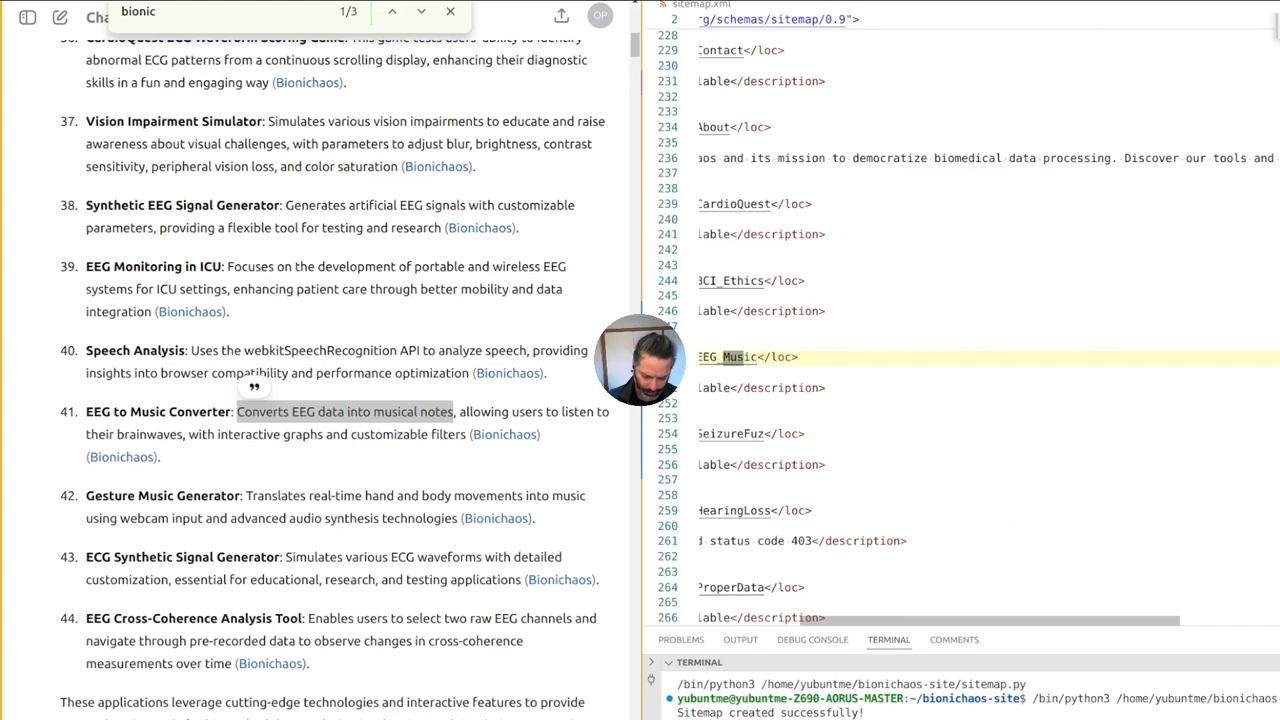 bionic
1/3
Cha
OP
36. CardioQuest ECG Waveform Scoring Game: This game tests users' ability to identify
abnormal ECG patterns from a continuous scrolling display, enhancing their diagnostic
skills in a fun and engaging way (Bionichaos).
37. Vision Impairment Simulator: Simulates various vision impairments to educate and raise
awareness about visual challenges, with parameters to adjust blur, brightness, contrast
sensitivity, peripheral vision loss, and color saturation (Bionichaos).
38. Synthetic EEG Signal Generator: Generates artificial EEG signals with customizable
parameters, providing a flexible tool for testing and research (Bionichaos).
39. EEG Monitoring in ICU: Focuses on the development of portable and wireless EEG
systems for ICU settings, enhancing patient care through better mobility and data
integration (Bionichaos).
40. Speech Analysis: Uses the webkitSpeechRecognition API to analyze speech, providing
insights into browser compatibility and performance optimization (Bionichaos).
41. EEG to Music Converter: Converts EEG data into musical notes, allowing users to listen to
their brainwaves, with interactive graphs and customizable filters (Bionichaos)
(Bionichaos).
42. Gesture Music Generator: Translates real-time hand and body movements into music
using webcam input and advanced audio synthesis technologies (Bionichaos).
43. ECG Synthetic Signal Generator: Simulates various ECG waveforms with detailed
customization, essential for educational, research, and testing applications (Bionichaos).
44. EEG Cross-Coherence Analysis Tool: Enables users to select two raw EEG channels and
navigate through pre-recorded data to observe changes in cross-coherence
measurements over time (Bionichaos).
These applications leverage cutting-edge technologies and interactive features to provide
sitemap.xml
2 rg/schemas/sitemap/0.9">
228
229 Contact</loc>
230
231 lable</description>
232
233
234 About</loc>
235
236 aos and its mission to democratize biomedical data processing. Discover our tools and
237
238
239 CardioQuest</loc>
240
241 lable</description>
242
243
244 BCI_Ethics</loc>
245
246 lable</description>
247
EEG_Music</loc>
lable</description>
252
253
254 SeizureFuz</loc>
255
256 lable</description>
257
258
259 HearingLoss</loc>
260
261 d status code 403</description>
262
263
264 ProperData</loc>
265
266 lable</description>
PROBLEMS OUTPUT DEBUG CONSOLE TERMINAL COMMENTS
TERMINAL
/bin/python3 /home/yubuntme/bionichaos-site/sitemap.py
yubuntme@yubuntme-Z690-AORUS-MASTER:~/bionichaos-site$ /bin/python3 /home/yubuntme/bionichaos
Sitemap created successfully!